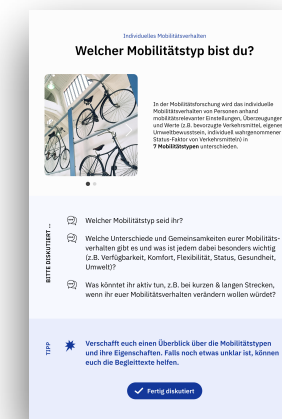 Individuelles Mobilitätsverhalten
Welcher Mobilitätstyp bist du?
In der Mobilitätsforschung wird das individuelle
Mobilitätsverhalten von Personen anhand
mobilitätsrelevanter Einstellungen, Überzeugungen
und Werte (z.B. bevorzugte Verkehrsmittel, eigenes
Umweltbewusstsein, individuell wahrgenommener
Status-Faktor von Verkehrsmitteln) in
7 Mobilitätstypen unterschieden.
BITTE DISKUTIERT ...
Welcher Mobilitätstyp seid ihr?
Welche Unterschiede und Gemeinsamkeiten eurer Mobilitäts-
verhalten gibt es und was ist jedem dabei besonders wichtig
(z.B. Verfügbarkeit, Komfort, Flexibilität, Status, Gesundheit,
Umwelt)?
Was könntet ihr aktiv tun, z.B. bei kurzen & langen Strecken,
wenn ihr euer Mobilitätsverhalten verändern wollen würdet?
TIPP
Verschafft euch einen Überblick über die Mobilitätstypen
und ihre Eigenschaften. Falls noch etwas unklar ist, können
euch die Begleittexte helfen.
Fertig diskutiert